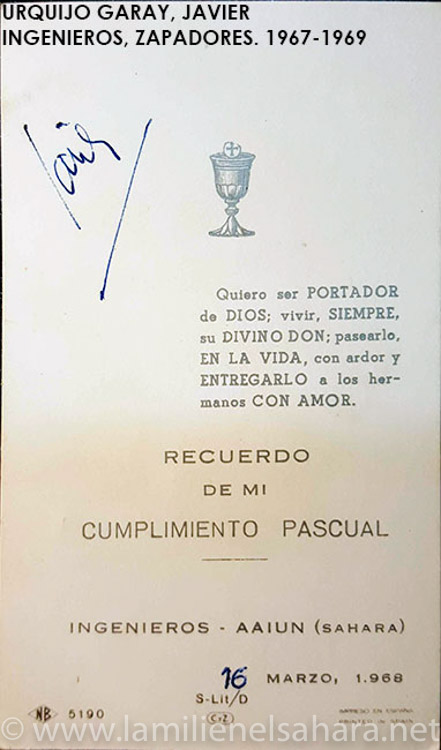 URQUIJO GARAY, JAVIER
INGENIEROS, ZAPADORES. 1967-1969
Quiero ser PORTADOR
de DIOS; vivir, SIEMPRE,
su DIVINO DON; pasearlo,
EN LA VIDA, con ardor y
ENTREGARLO a los her-
manos CON AMOR.
RECUERDO
DE MI
CUMPLIMIENTO PASCUAL
INGENIEROS - AAIUN (SAHARA)
16 MARZO, 1.968
S-Lit/D
NB 5190
C y Z
IMPRESO EN ESPAÑA
PRINTED IN SPAIN
© www.lamilienelsahara.net